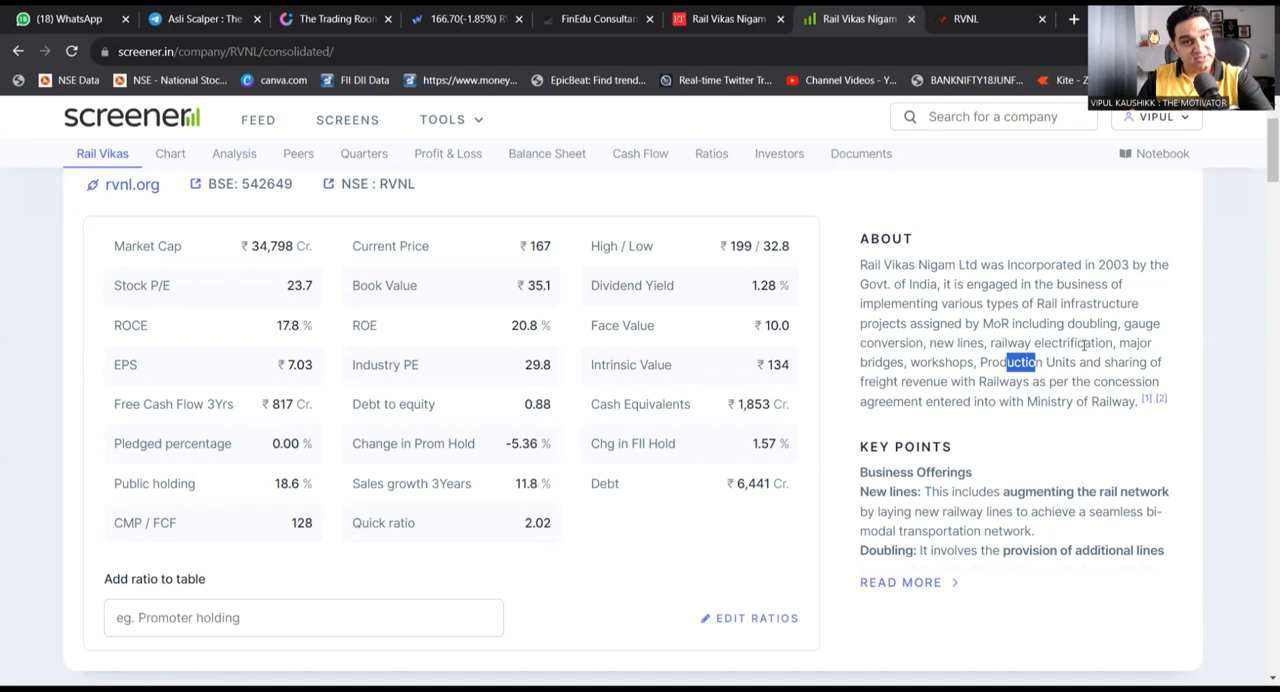 (18) WhatsApp
Asli Scalper : The
The Trading Roon
166.70(-1.85%) R
FinEdu Consultan
ET Rail Vikas Nigam
Rail Vikas Nigam
RVNL
screener.in/company/RVNL/consolidated/
NSE Data
NSE - National Stoc...
canva.com
FII DII Data
https://www.money...
EpicBeat: Find trend...
Real-time Twitter Tr...
Channel Videos - Y...
BANKNIFTY18JUNF...
Kite - Z
VIPUL KAUSHIKK : THE MOTIVATOR
screener
FEED
SCREENS
TOOLS
Search for a company
VIPUL
Rail Vikas
Chart
Analysis
Peers
Quarters
Profit & Loss
Balance Sheet
Cash Flow
Ratios
Investors
Documents
Notebook
rvnl.org
BSE: 542649
NSE : RVNL
Market Cap ₹ 34,798 Cr.
Current Price ₹ 167
High / Low ₹ 199 / 32.8
Stock P/E 23.7
Book Value ₹ 35.1
Dividend Yield 1.28 %
ROCE 17.8 %
ROE 20.8 %
Face Value ₹ 10.0
EPS ₹ 7.03
Industry PE 29.8
Intrinsic Value ₹ 134
Free Cash Flow 3Yrs ₹ 817 Cr.
Debt to equity 0.88
Cash Equivalents ₹ 1,853 Cr.
Pledged percentage 0.00 %
Change in Prom Hold -5.36 %
Chg in FII Hold 1.57 %
Public holding 18.6 %
Sales growth 3Years 11.8 %
Debt ₹ 6,441 Cr.
CMP / FCF 128
Quick ratio 2.02
Add ratio to table
eg. Promoter holding
EDIT RATIOS
ABOUT
Rail Vikas Nigam Ltd was Incorporated in 2003 by the
Govt. of India, it is engaged in the business of
implementing various types of Rail infrastructure
projects assigned by MoR including doubling, gauge
conversion, new lines, railway electrification, major
bridges, workshops, Production Units and sharing of
freight revenue with Railways as per the concession
agreement entered into with Ministry of Railway. [1] [2]
KEY POINTS
Business Offerings
New lines: This includes augmenting the rail network
by laying new railway lines to achieve a seamless bi-
modal transportation network.
Doubling: It involves the provision of additional lines
READ MORE